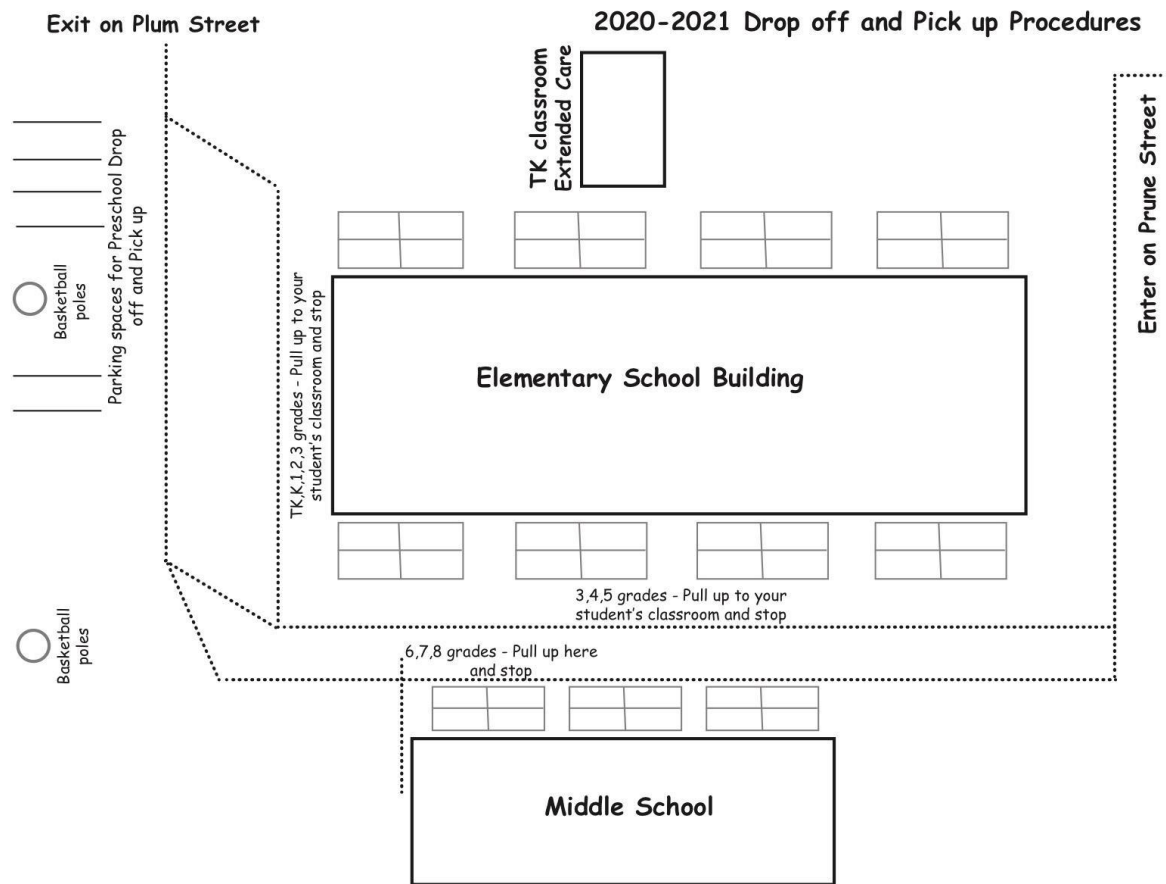 Exit on Plum Street
2020-2021 Drop off and Pick up Procedures
TK classroom
Extended Care
Enter on Prune Street
Parking spaces for Preschool Drop
off and Pick up
Basketball
poles
TK,K,1,2,3 grades - Pull up to your
student's classroom and stop
Elementary School Building
3,4,5 grades - Pull up to your
student's classroom and stop
Basketball
poles
6,7,8 grades - Pull up here
and stop
Middle School